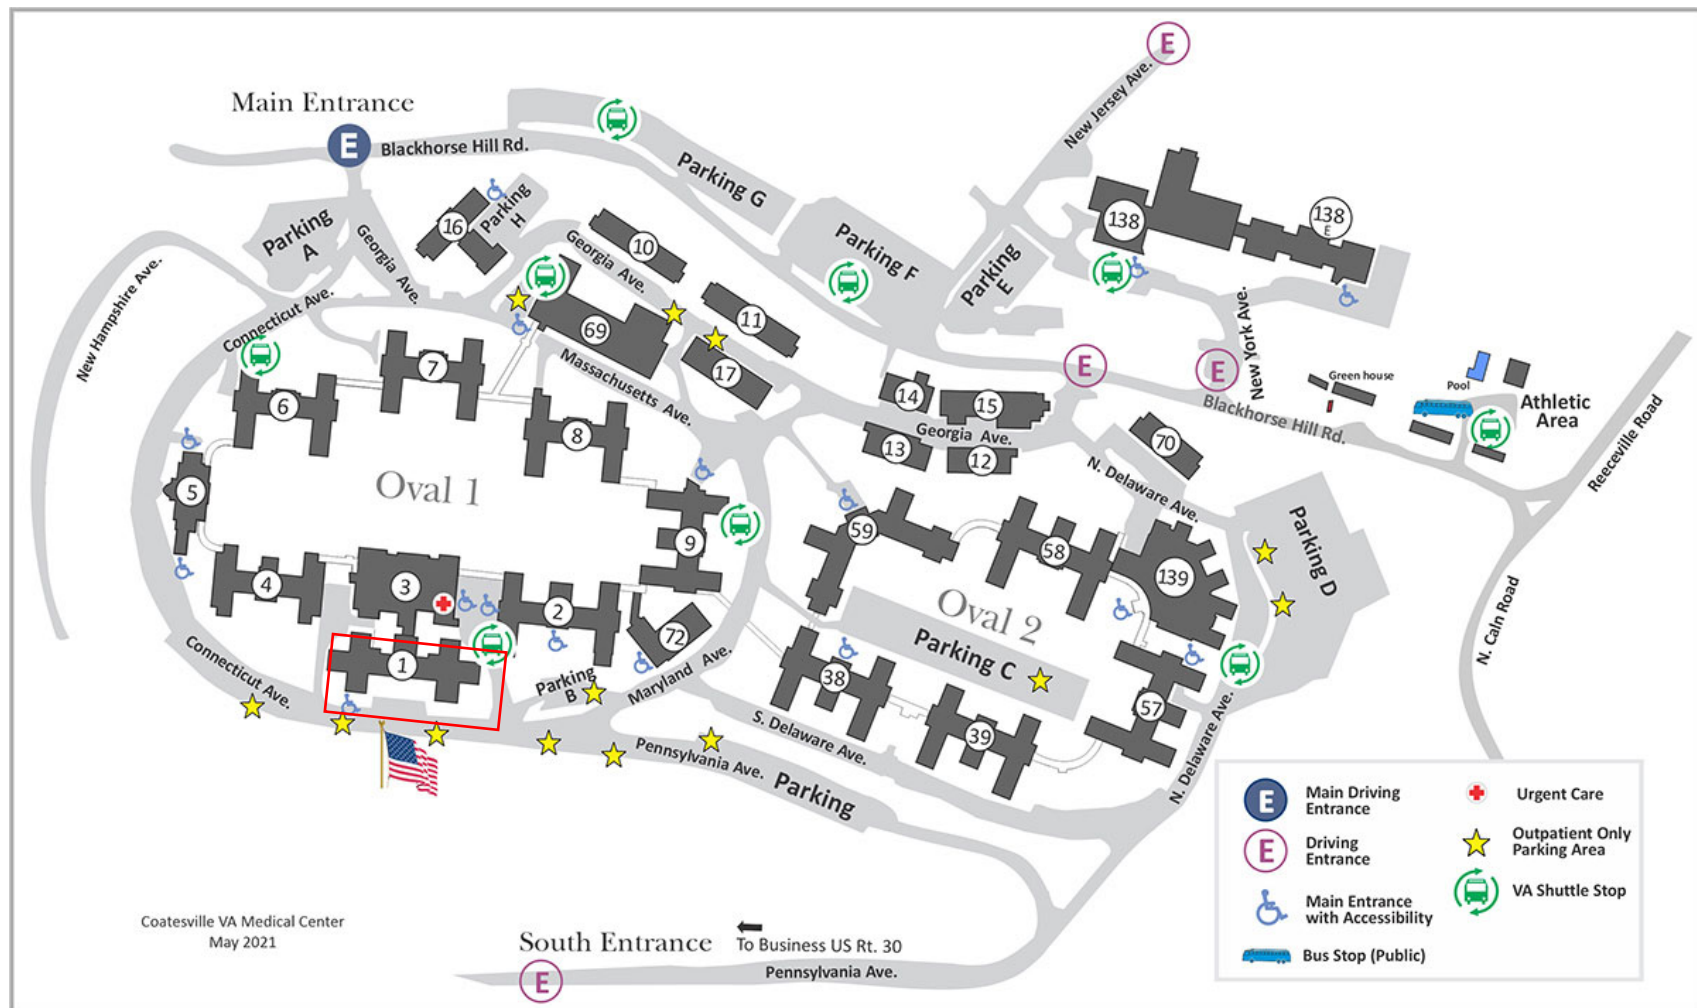 E
New Jersey Ave.
Main Entrance
E
Blackhorse Hill Rd.
Parking G
Parking
H
16
Parking
A
Georgia Ave.
10
Georgia Ave.
Parking F
Parking
E
138
138
E
New Hampshire Ave.
Connecticut Ave.
69
11
17
Massachusetts Ave.
7
6
8
E
E
New York Ave.
Green house
Pool
Athletic
Area
Blackhorse Hill Rd.
Reeceville Road
14
15
Georgia Ave.
13
12
70
N. Delaware Ave.
Oval 1
5
9
59
58
139
Parking D
4
3
2
72
1
Oval 2
Parking C
N. Caln Road
Connecticut Ave.
Parking
B
Maryland Ave.
38
39
57
S. Delaware Ave.
N. Delaware Ave.
Pennsylvania Ave.
Parking
E
Main Driving
Entrance
Urgent Care
E
Driving
Entrance
Outpatient Only
Parking Area
Main Entrance
with Accessibility
VA Shuttle Stop
Bus Stop (Public)
Coatesville VA Medical Center
May 2021
South Entrance
To Business US Rt. 30
E
Pennsylvania Ave.